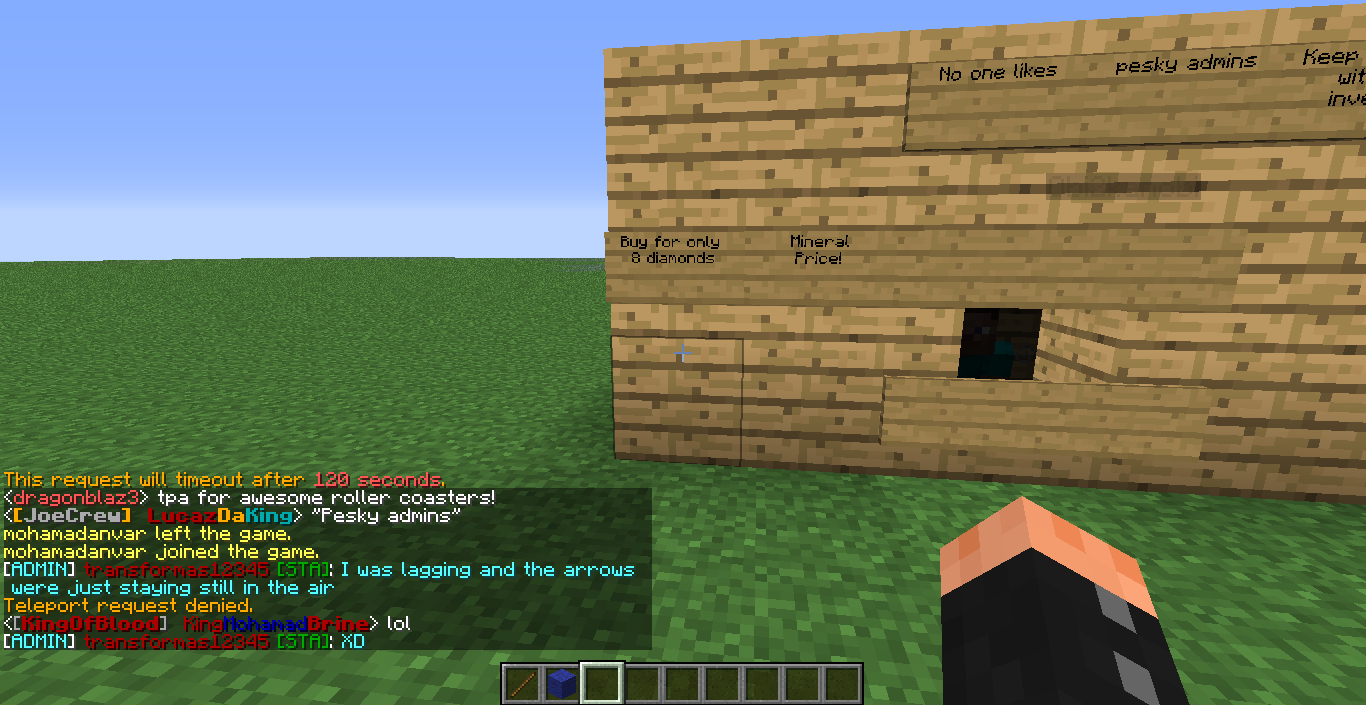 No one likes
pesky admins
Keep
wit
inve
Buy for only
8 diamonds
Mineral
Price!
This request will timeout after 120 seconds.
<dragonblaz3> tpa for awesome roller coasters!
<[JoeCrew] LucazDaKing> "Pesky admins"
mohamadanvar left the game.
mohamadanvar joined the game.
[ADMIN] transformas12345 [STA]: I was lagging and the arrows
were just staying still in the air
Teleport request denied.
<[KingOfBlood] KingMohamadBrine> lol
[ADMIN] transformas12345 [STA]: XD